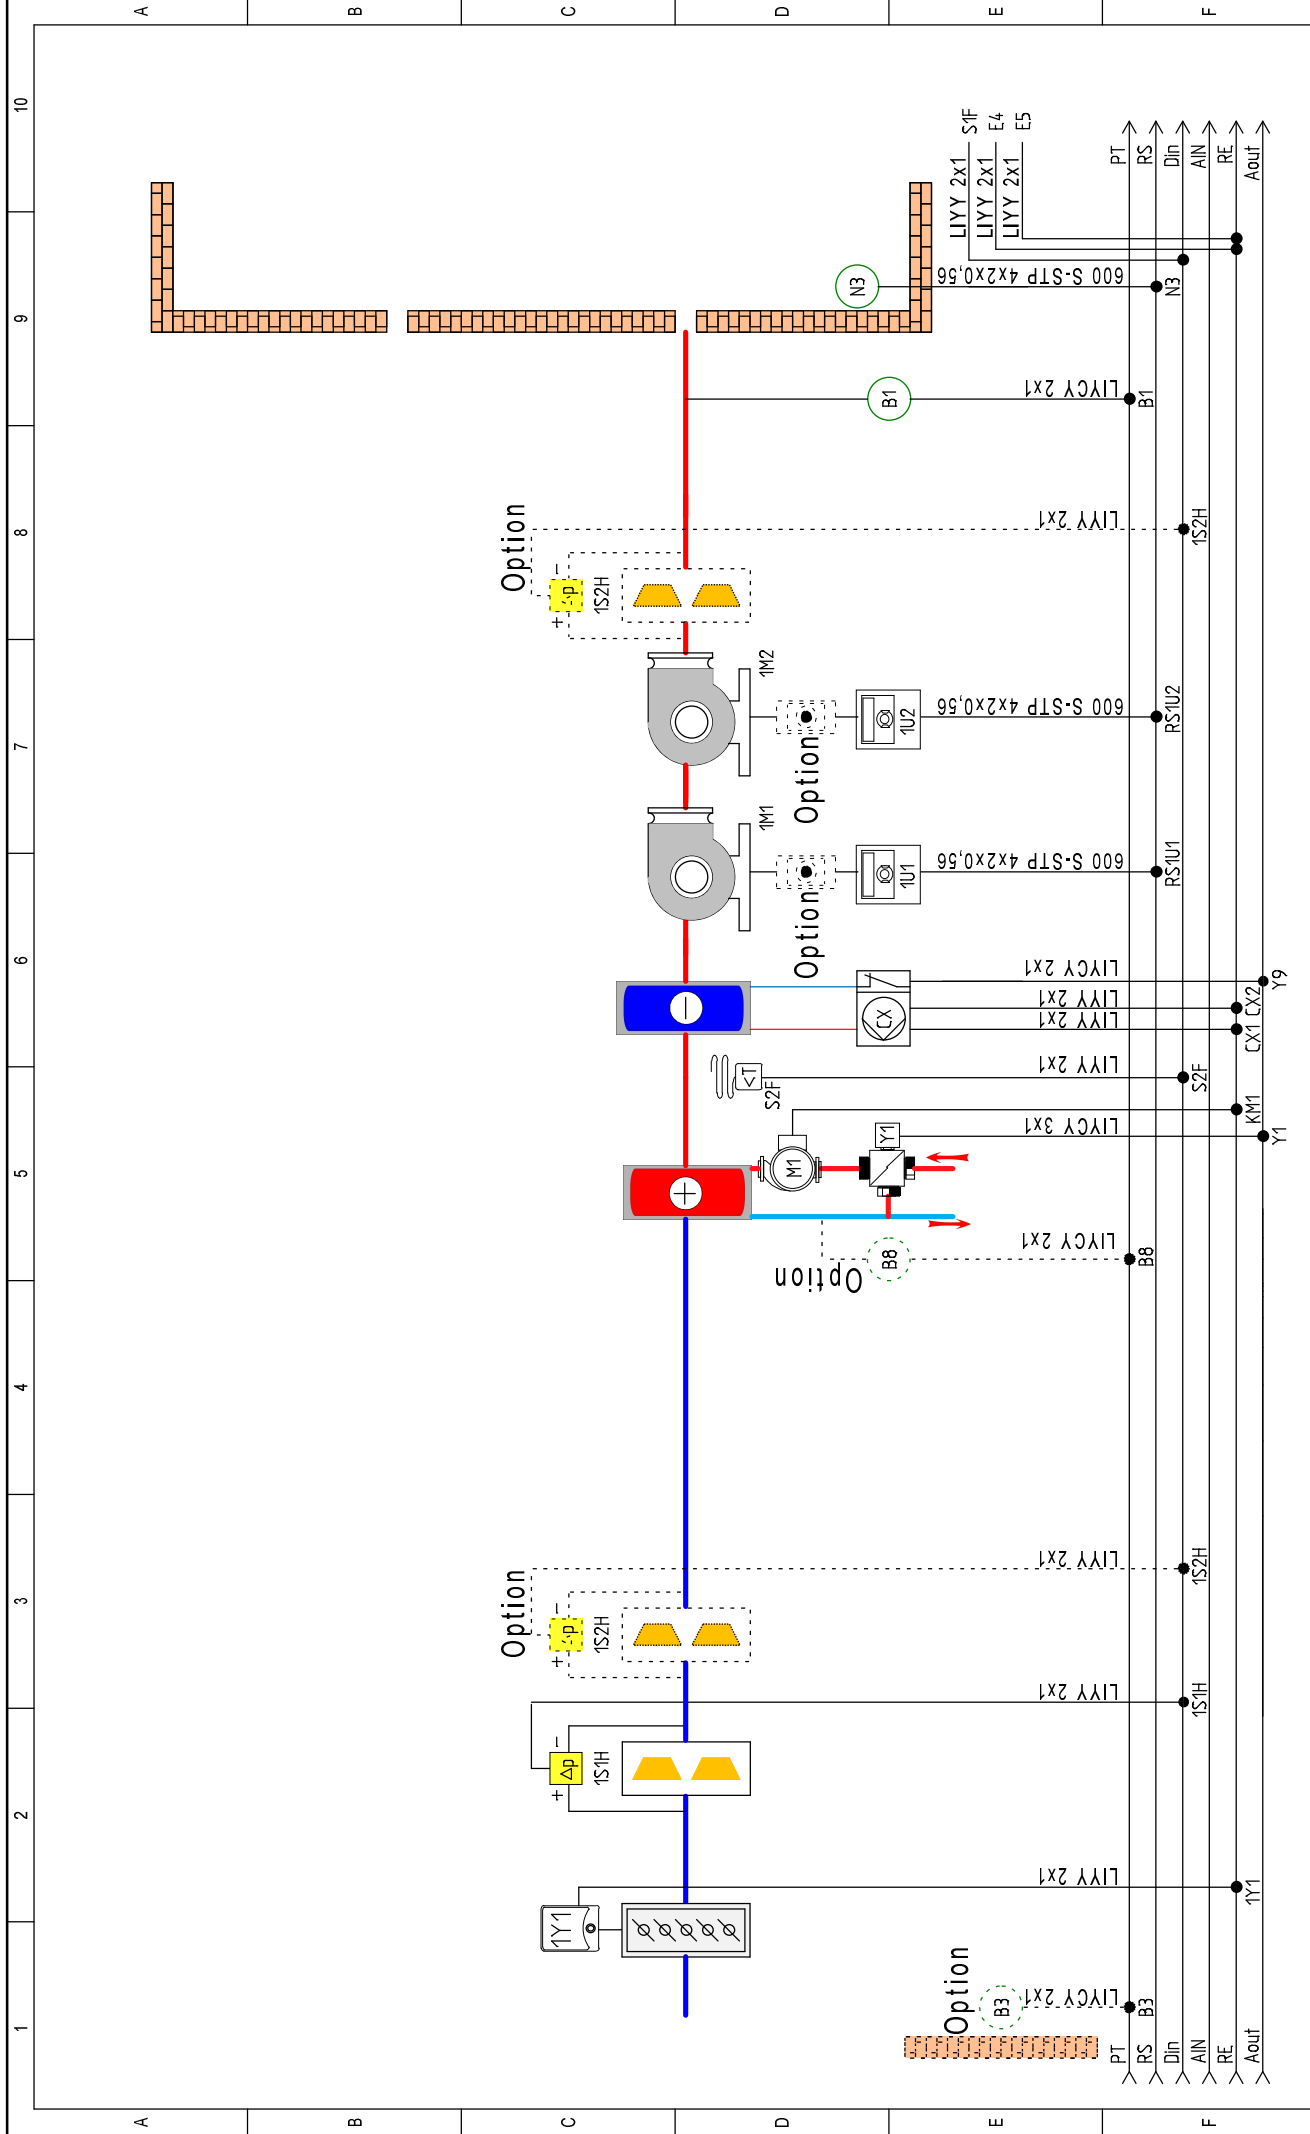 A B C D E F
1 2 3 4 5 6 7 8 9 10
1Y1
+ Δp −
1S1H
Option
+ Δp −
1S2H
+
−
1M1
1M2
Option
+ Δp −
1S2H
S2F
<T
M1
Y1
CX
Option
Option
1U1
1U2
B1
N3
Option
B8
Option
B3
LIYCY 2x1
LIYY 2x1
LIYY 2x1
LIYY 2x1
LIYCY 2x1
LIYCY 3x1
LIYY 2x1
LIYY 2x1
LIYY 2x1
LIYCY 2x1
600 S-STP 4x2x0,56
600 S-STP 4x2x0,56
LIYY 2x1
LIYCY 2x1
600 S-STP 4x2x0,56
LIYY 2x1 S1F
LIYY 2x1 E4
LIYY 2x1 E5
PT B3 B8 PT
RS RS1U1 RS1U2 B1 RS
Din 1S1H 1S2H S2F 1S2H N3 Din
AIN AIN
RE 1Y1 KM1 CX1 CX2 RE
Aout Y1 Y9 Aout
A B C D E F